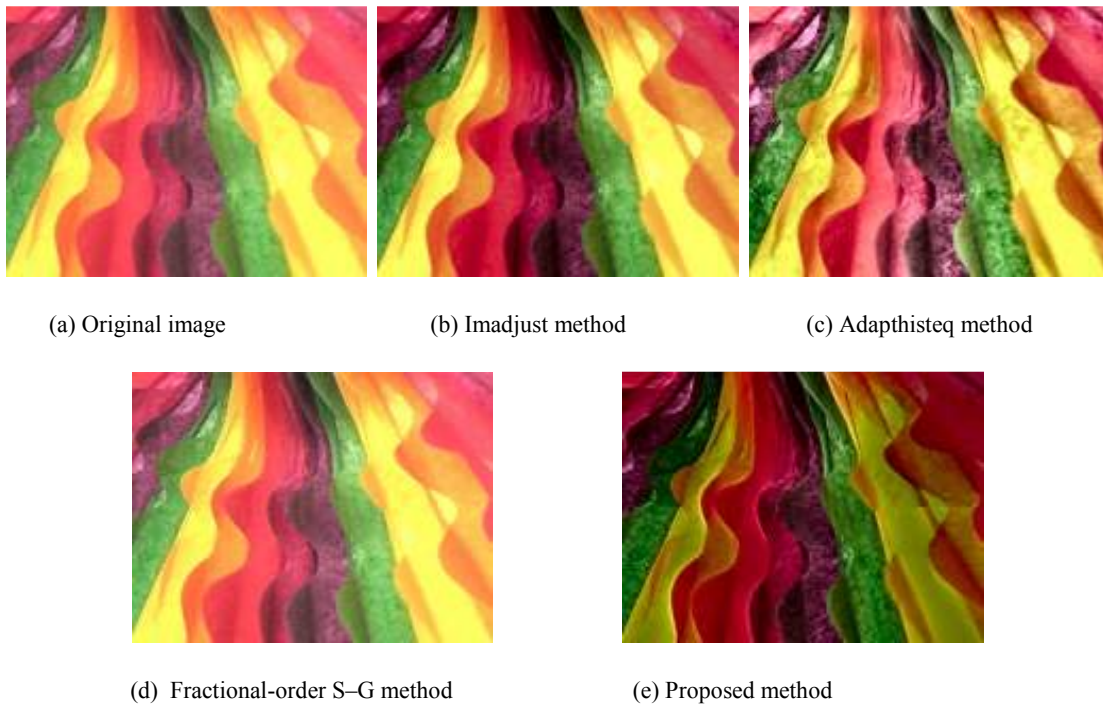 (a) Original image
(b) Imadjust method
(c) Adapthisteq method
(d) Fractional-order S–G method
(e) Proposed method